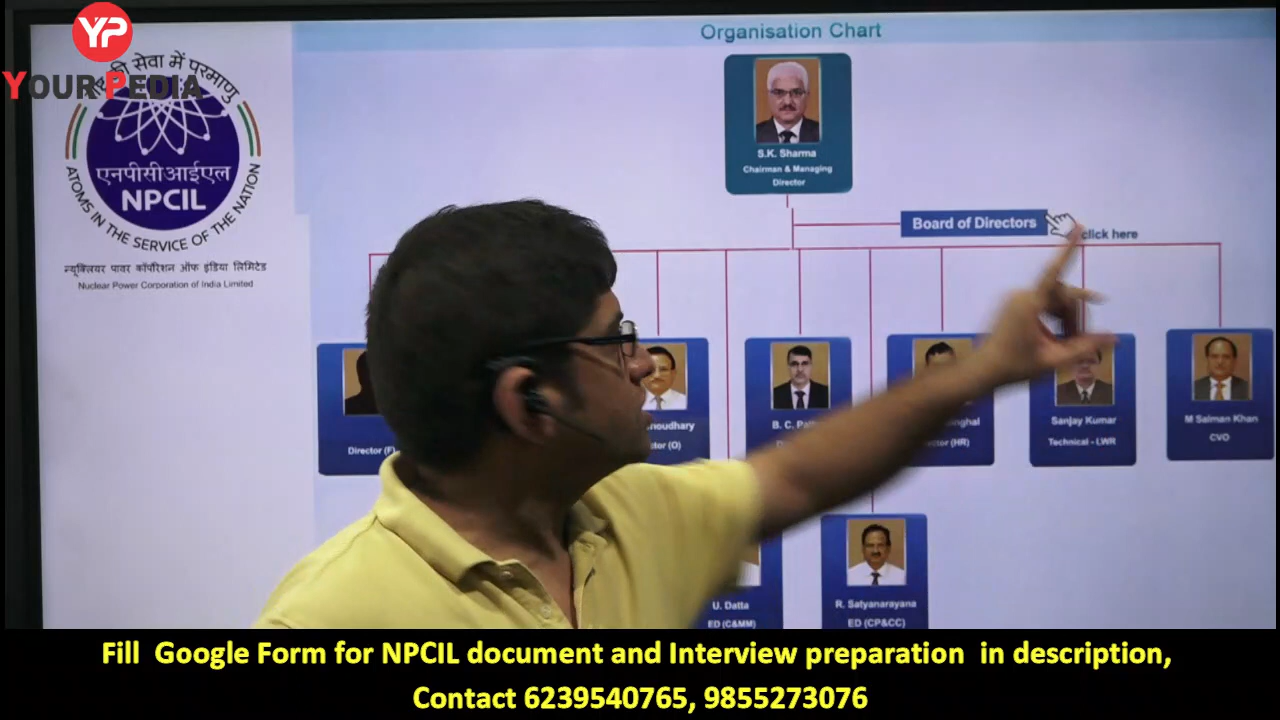 YP
YOUR PEDIA
की सेवा में परमाणु
एनपीसीआईएल
NPCIL
ATOMS IN THE SERVICE OF THE NATION
न्यूक्लियर पावर कॉर्पोरेशन ऑफ इंडिया लिमिटेड
Nuclear Power Corporation of India Limited
Organisation Chart
S.K. Sharma
Chairman & Managing
Director
Board of Directors
click here
Director (F)
B. C.
Sanjay Kumar
Technical - LWR
(HR)
M Salman Khan
CVO
U. Datta
ED (C&MM)
R. Satyanarayana
ED (CP&CC)
Fill Google Form for NPCIL document and Interview preparation in description,
Contact 6239540765, 9855273076